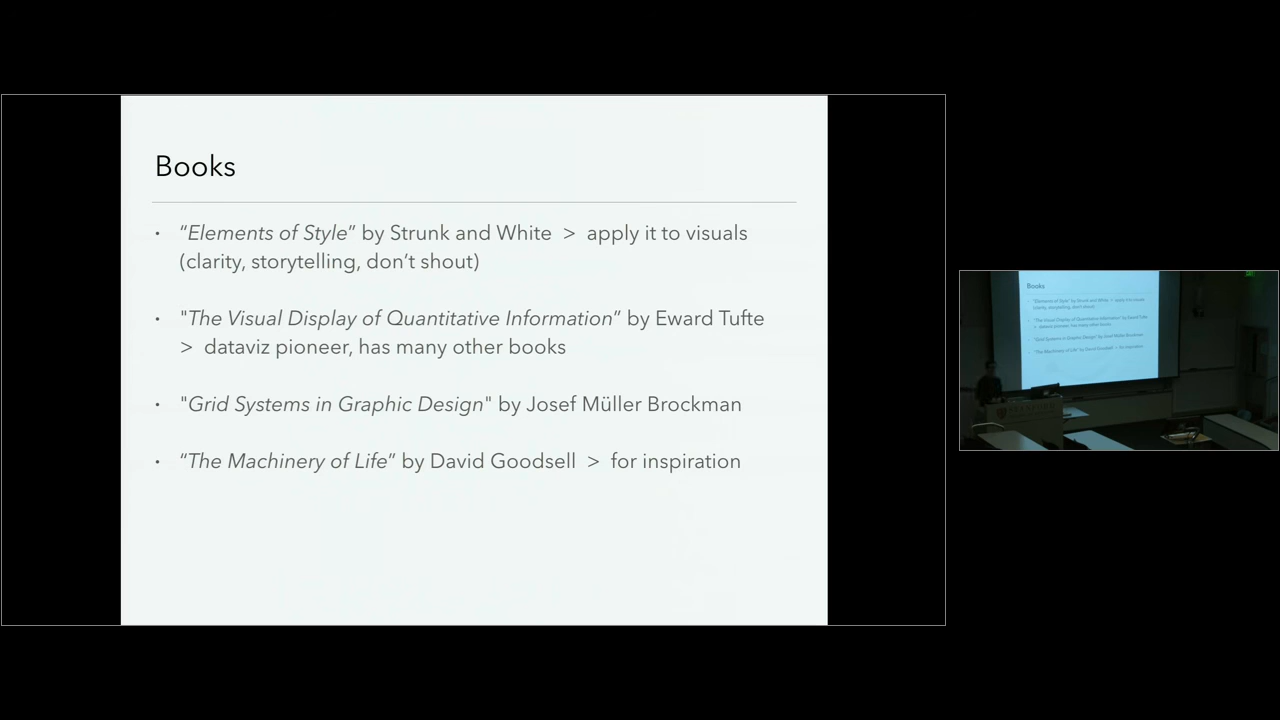 Books
• “Elements of Style” by Strunk and White > apply it to visuals
(clarity, storytelling, don’t shout)
• "The Visual Display of Quantitative Information” by Eward Tufte
> dataviz pioneer, has many other books
• "Grid Systems in Graphic Design" by Josef Müller Brockman
• “The Machinery of Life” by David Goodsell > for inspiration
Books